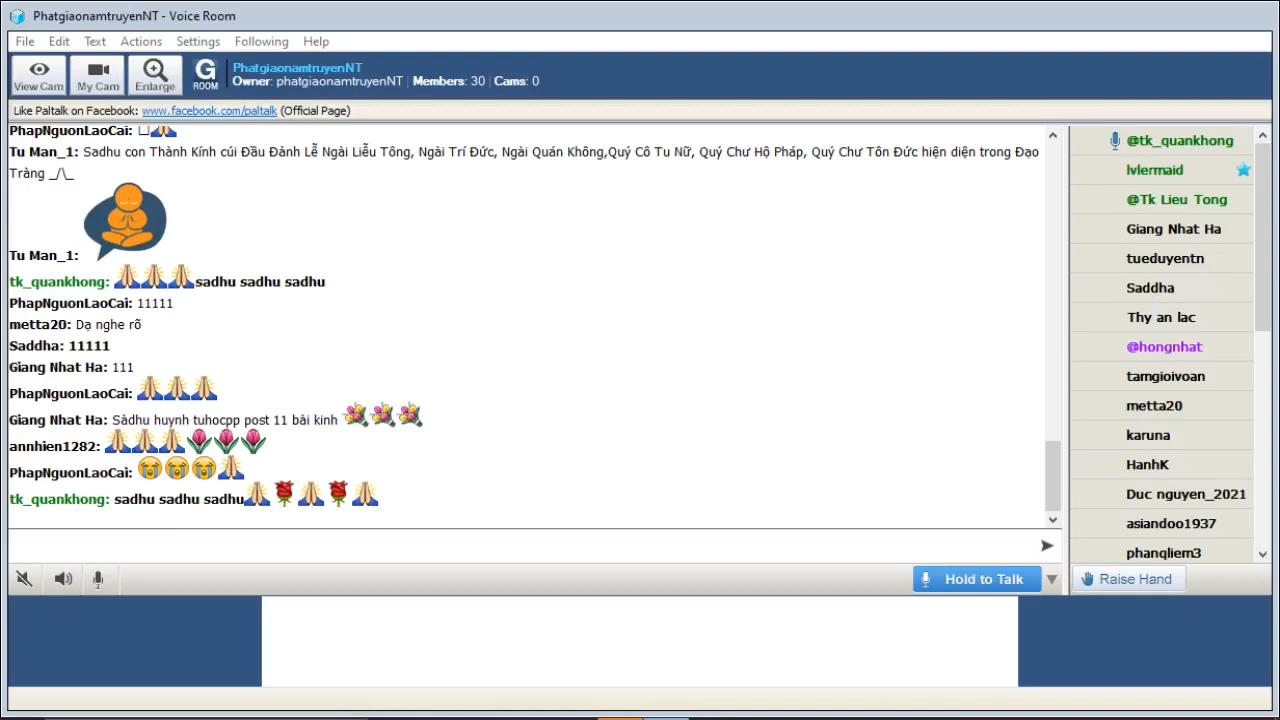 PhatgiaonamtruyenNT - Voice Room
File Edit Text Actions Settings Following Help
View Cam My Cam Enlarge G ROOM
PhatgiaonamtruyenNT
Owner: phatgiaonamtruyenNT Members: 30 Cams: 0
Like Paltalk on Facebook: www.facebook.com/paltalk (Official Page)
PhapNguonLaoCai: □🙏
Tu Man_1: Sadhu con Thành Kính cúi Đầu Đảnh Lễ Ngài Liễu Tông, Ngài Trí Đức, Ngài Quán Không,Quý Cô Tu Nữ, Quý Chư Hộ Pháp, Quý Chư Tôn Đức hiện diện trong Đạo
Tràng _/\_
Tu Man_1:
tk_quankhong: 🙏🙏🙏sadhu sadhu sadhu
PhapNguonLaoCai: 11111
metta20: Dạ nghe rõ
Saddha: 11111
Giang Nhat Ha: 111
PhapNguonLaoCai: 🙏🙏🙏
Giang Nhat Ha: Sàdhu huynh tuhocpp post 11 bài kinh 💐💐💐
annhien1282: 🙏🙏🙏🌷🌷🌷
PhapNguonLaoCai: 😭😭😭🙏
tk_quankhong: sadhu sadhu sadhu🙏🌹🙏🌹🙏
@tk_quankhong
lvlermaid
@Tk Lieu Tong
Giang Nhat Ha
tueduyentn
Saddha
Thy an lac
@hongnhat
tamgioivoan
metta20
karuna
HanhK
Duc nguyen_2021
asiandoo1937
phanqliem3
Hold to Talk
Raise Hand